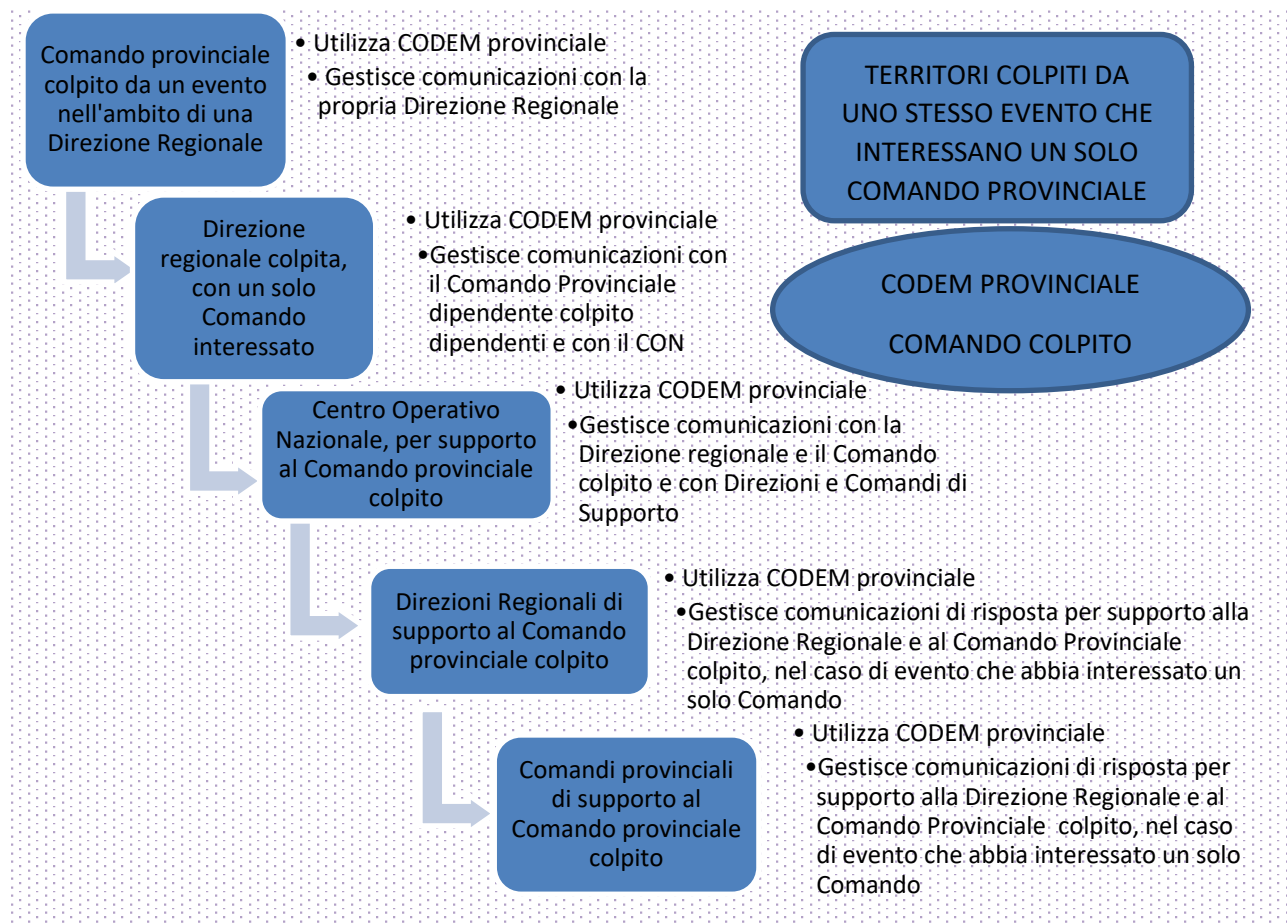 Comando provinciale
colpito da un evento
nell'ambito di una
Direzione Regionale
• Utilizza CODEM provinciale
• Gestisce comunicazioni con la
propria Direzione Regionale
TERRITORI COLPITI DA
UNO STESSO EVENTO CHE
INTERESSANO UN SOLO
COMANDO PROVINCIALE
CODEM PROVINCIALE
COMANDO COLPITO
Direzione
regionale colpita,
con un solo
Comando
interessato
• Utilizza CODEM provinciale
•Gestisce comunicazioni con
il Comando Provinciale
dipendente colpito
dipendenti e con il CON
Centro Operativo
Nazionale, per supporto
al Comando provinciale
colpito
• Utilizza CODEM provinciale
•Gestisce comunicazioni con la
Direzione regionale e il Comando
colpito e con Direzioni e Comandi di
Supporto
Direzioni Regionali di
supporto al Comando
provinciale colpito
• Utilizza CODEM provinciale
•Gestisce comunicazioni di risposta per supporto alla
Direzione Regionale e al Comando Provinciale
colpito, nel caso di evento che abbia interessato un
solo Comando
Comandi provinciali
di supporto al
Comando provinciale
colpito
• Utilizza CODEM provinciale
•Gestisce comunicazioni di risposta per
supporto alla Direzione Regionale e al
Comando Provinciale colpito, nel caso
di evento che abbia interessato un solo
Comando